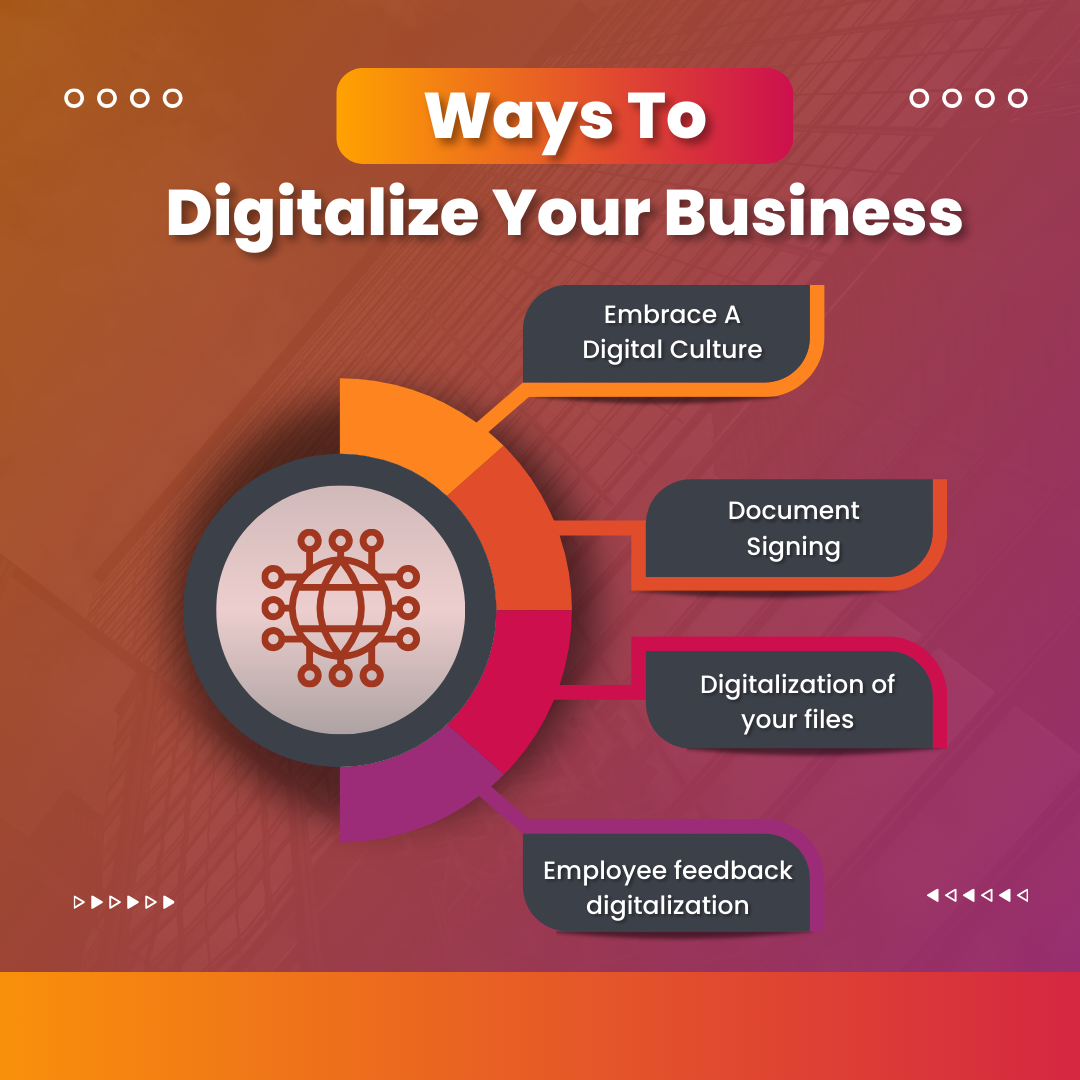 Ways To
Digitalize Your Business
Embrace A
Digital Culture
Document
Signing
Digitalization of
your files
Employee feedback
digitalization